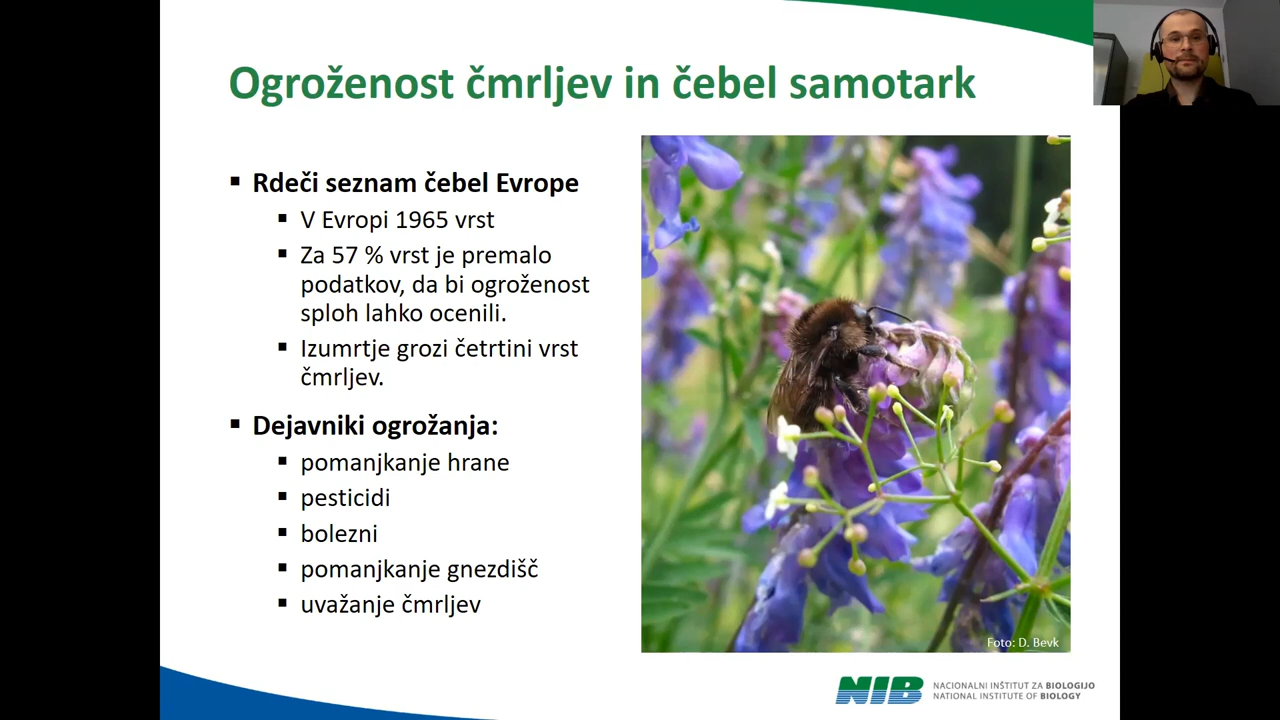 Ogroženost čmrljev in čebel samotark
Rdeči seznam čebel Evrope
V Evropi 1965 vrst
Za 57 % vrst je premalo
podatkov, da bi ogroženost
sploh lahko ocenili.
Izumrtje grozi četrtini vrst
čmrljev.
Dejavniki ogrožanja:
pomanjkanje hrane
pesticidi
bolezni
pomanjkanje gnezdišč
uvažanje čmrljev
Foto: D. Bevk
NIB
NACIONALNI INŠTITUT ZA BIOLOGIJO
NATIONAL INSTITUTE OF BIOLOGY